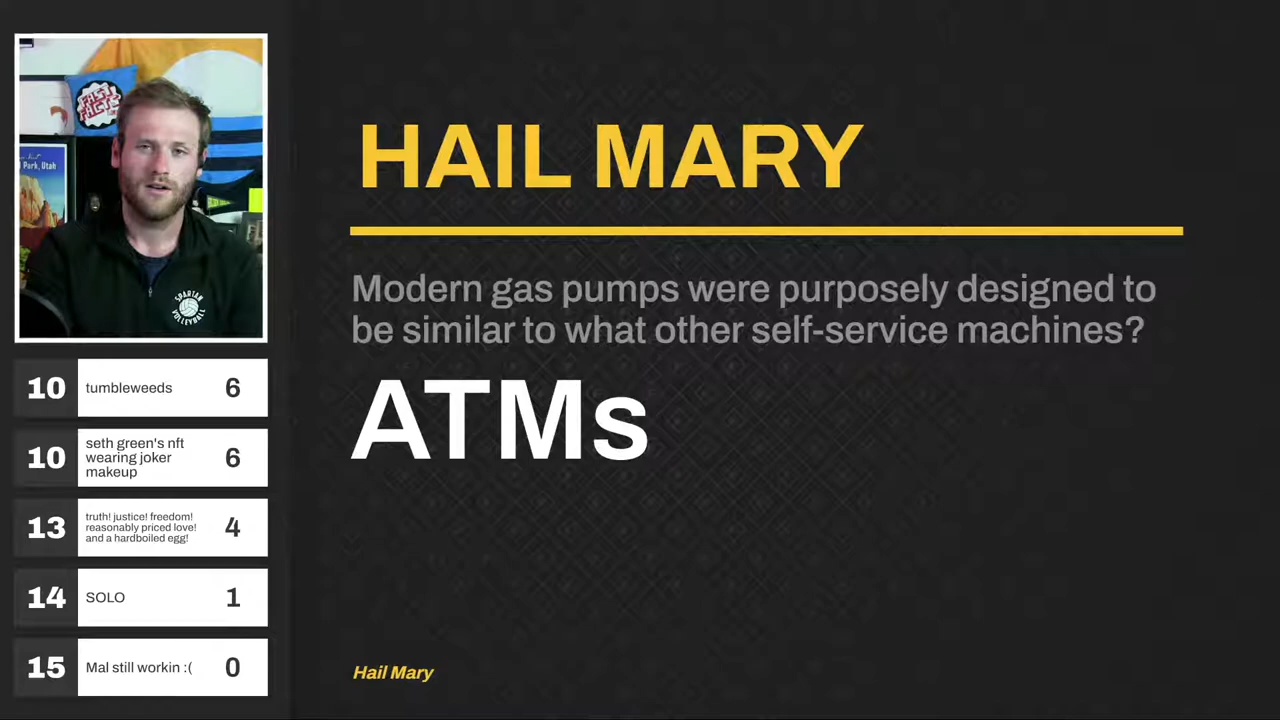 FAST
FACTS
Park, Utah
SPARTAN
VOLLEYBALL
10 tumbleweeds 6
10 seth green's nft
wearing joker
makeup 6
13 truth! justice! freedom!
reasonably priced love!
and a hardboiled egg! 4
14 SOLO 1
15 Mal still workin :( 0
HAIL MARY
Modern gas pumps were purposely designed to
be similar to what other self-service machines?
ATMs
Hail Mary